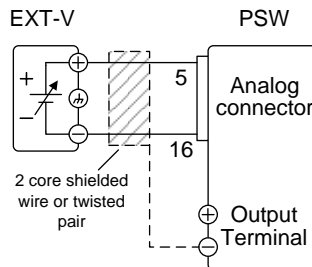 EXT-V
PSW
+
–
+
–
5
16
Analog
connector
2 core shielded
wire or twisted
pair
Output
Terminal
+
–